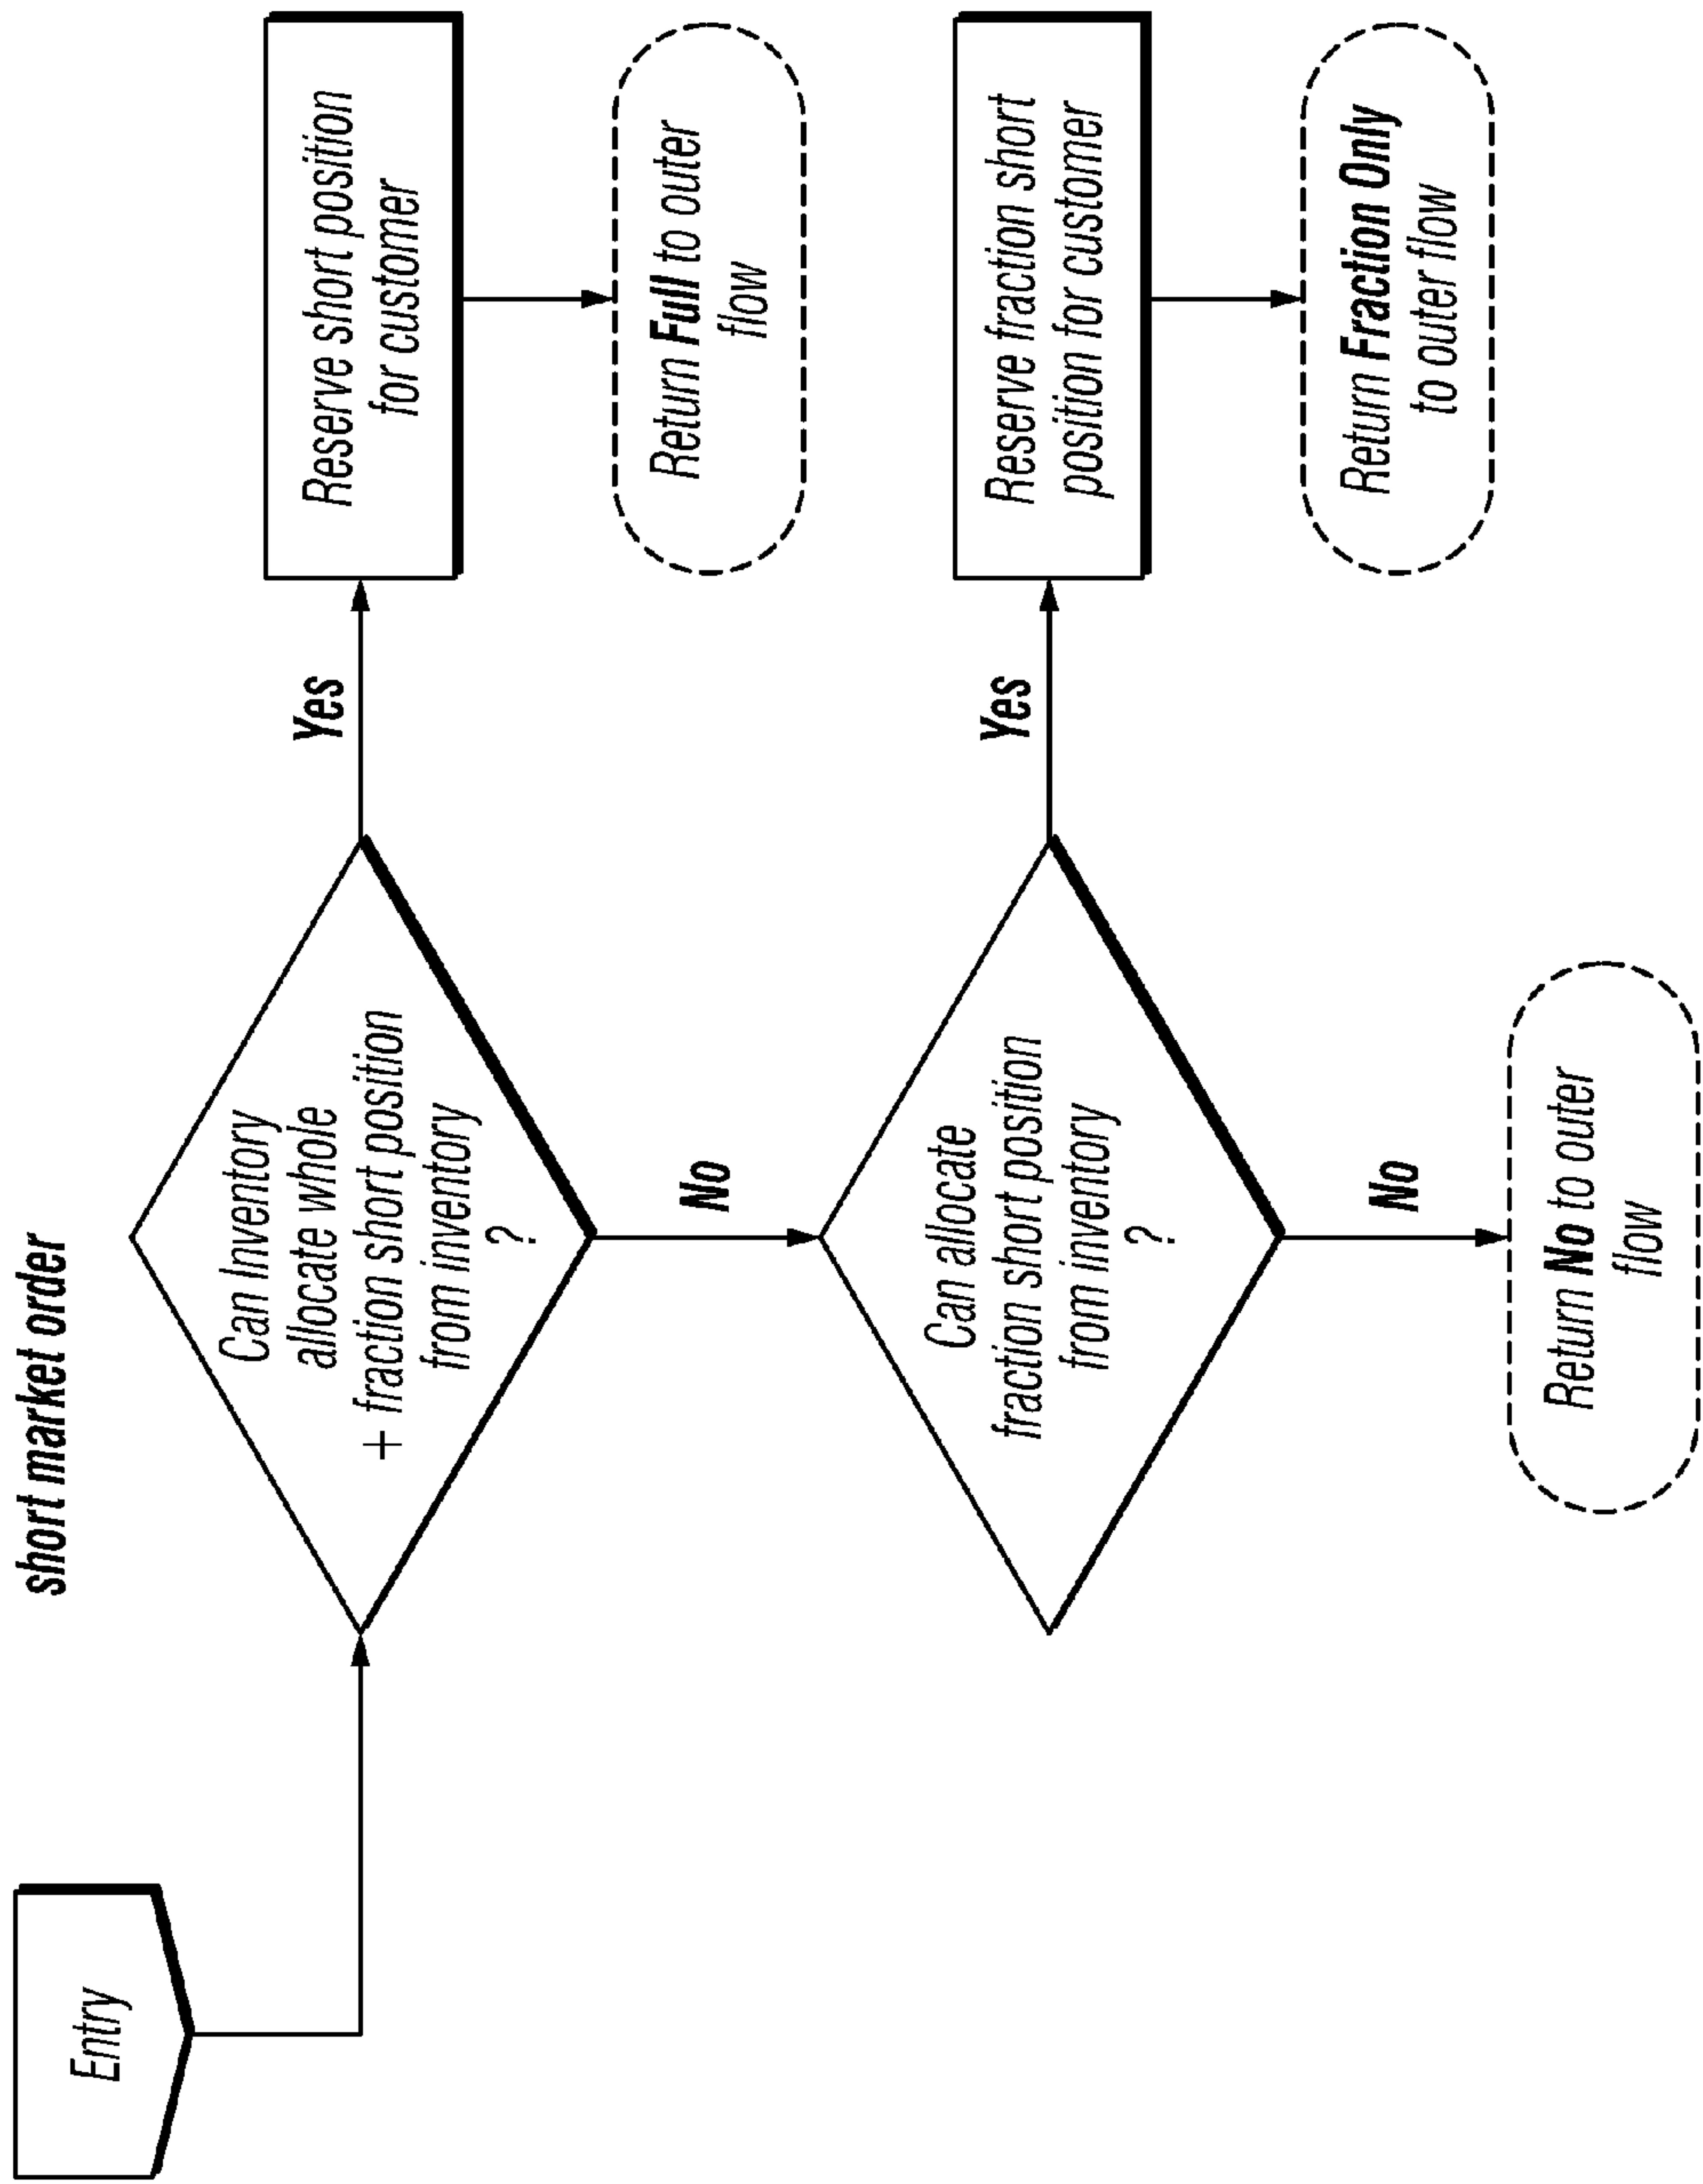 short market order
Entry
Can Inventory
allocate whole
+ fraction short position
from inventory
?
Yes
Reserve short position
for customer
Return Full to outer
flow
No
Can allocate
fraction short position
from inventory
?
Yes
Reserve fraction short
position for customer
Return Fraction Only
to outer flow
No
Return No to outer
flow